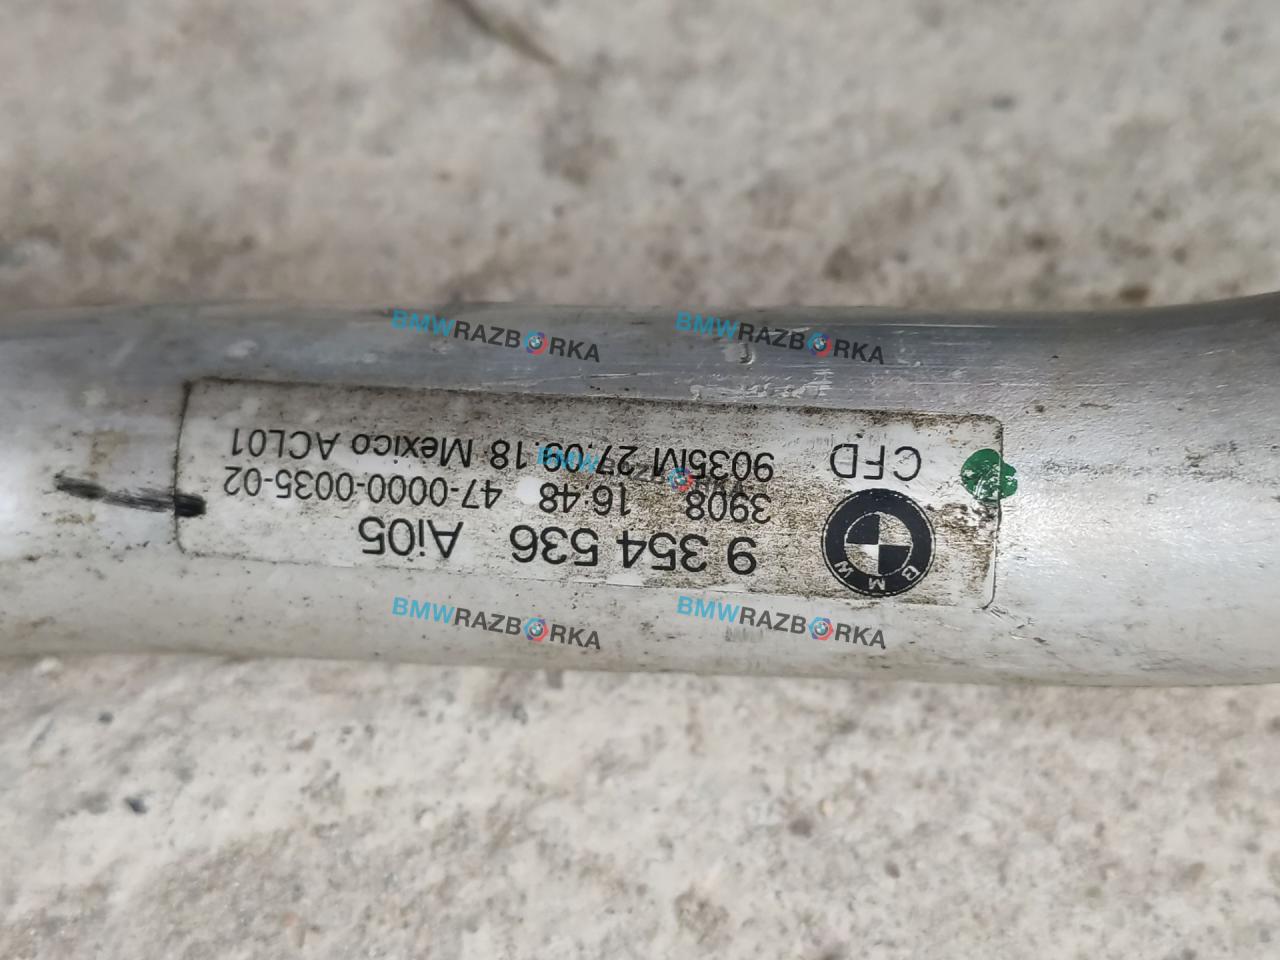 BMWRAZBORKA BMWRAZBORKA
BMW
9 354 536 Ai05
3908 16:48 47-0000-0035-02
CFD 9035M 27.09.18 Mexico ACL01
BMW
BMWRAZBORKA BMWRAZBORKA